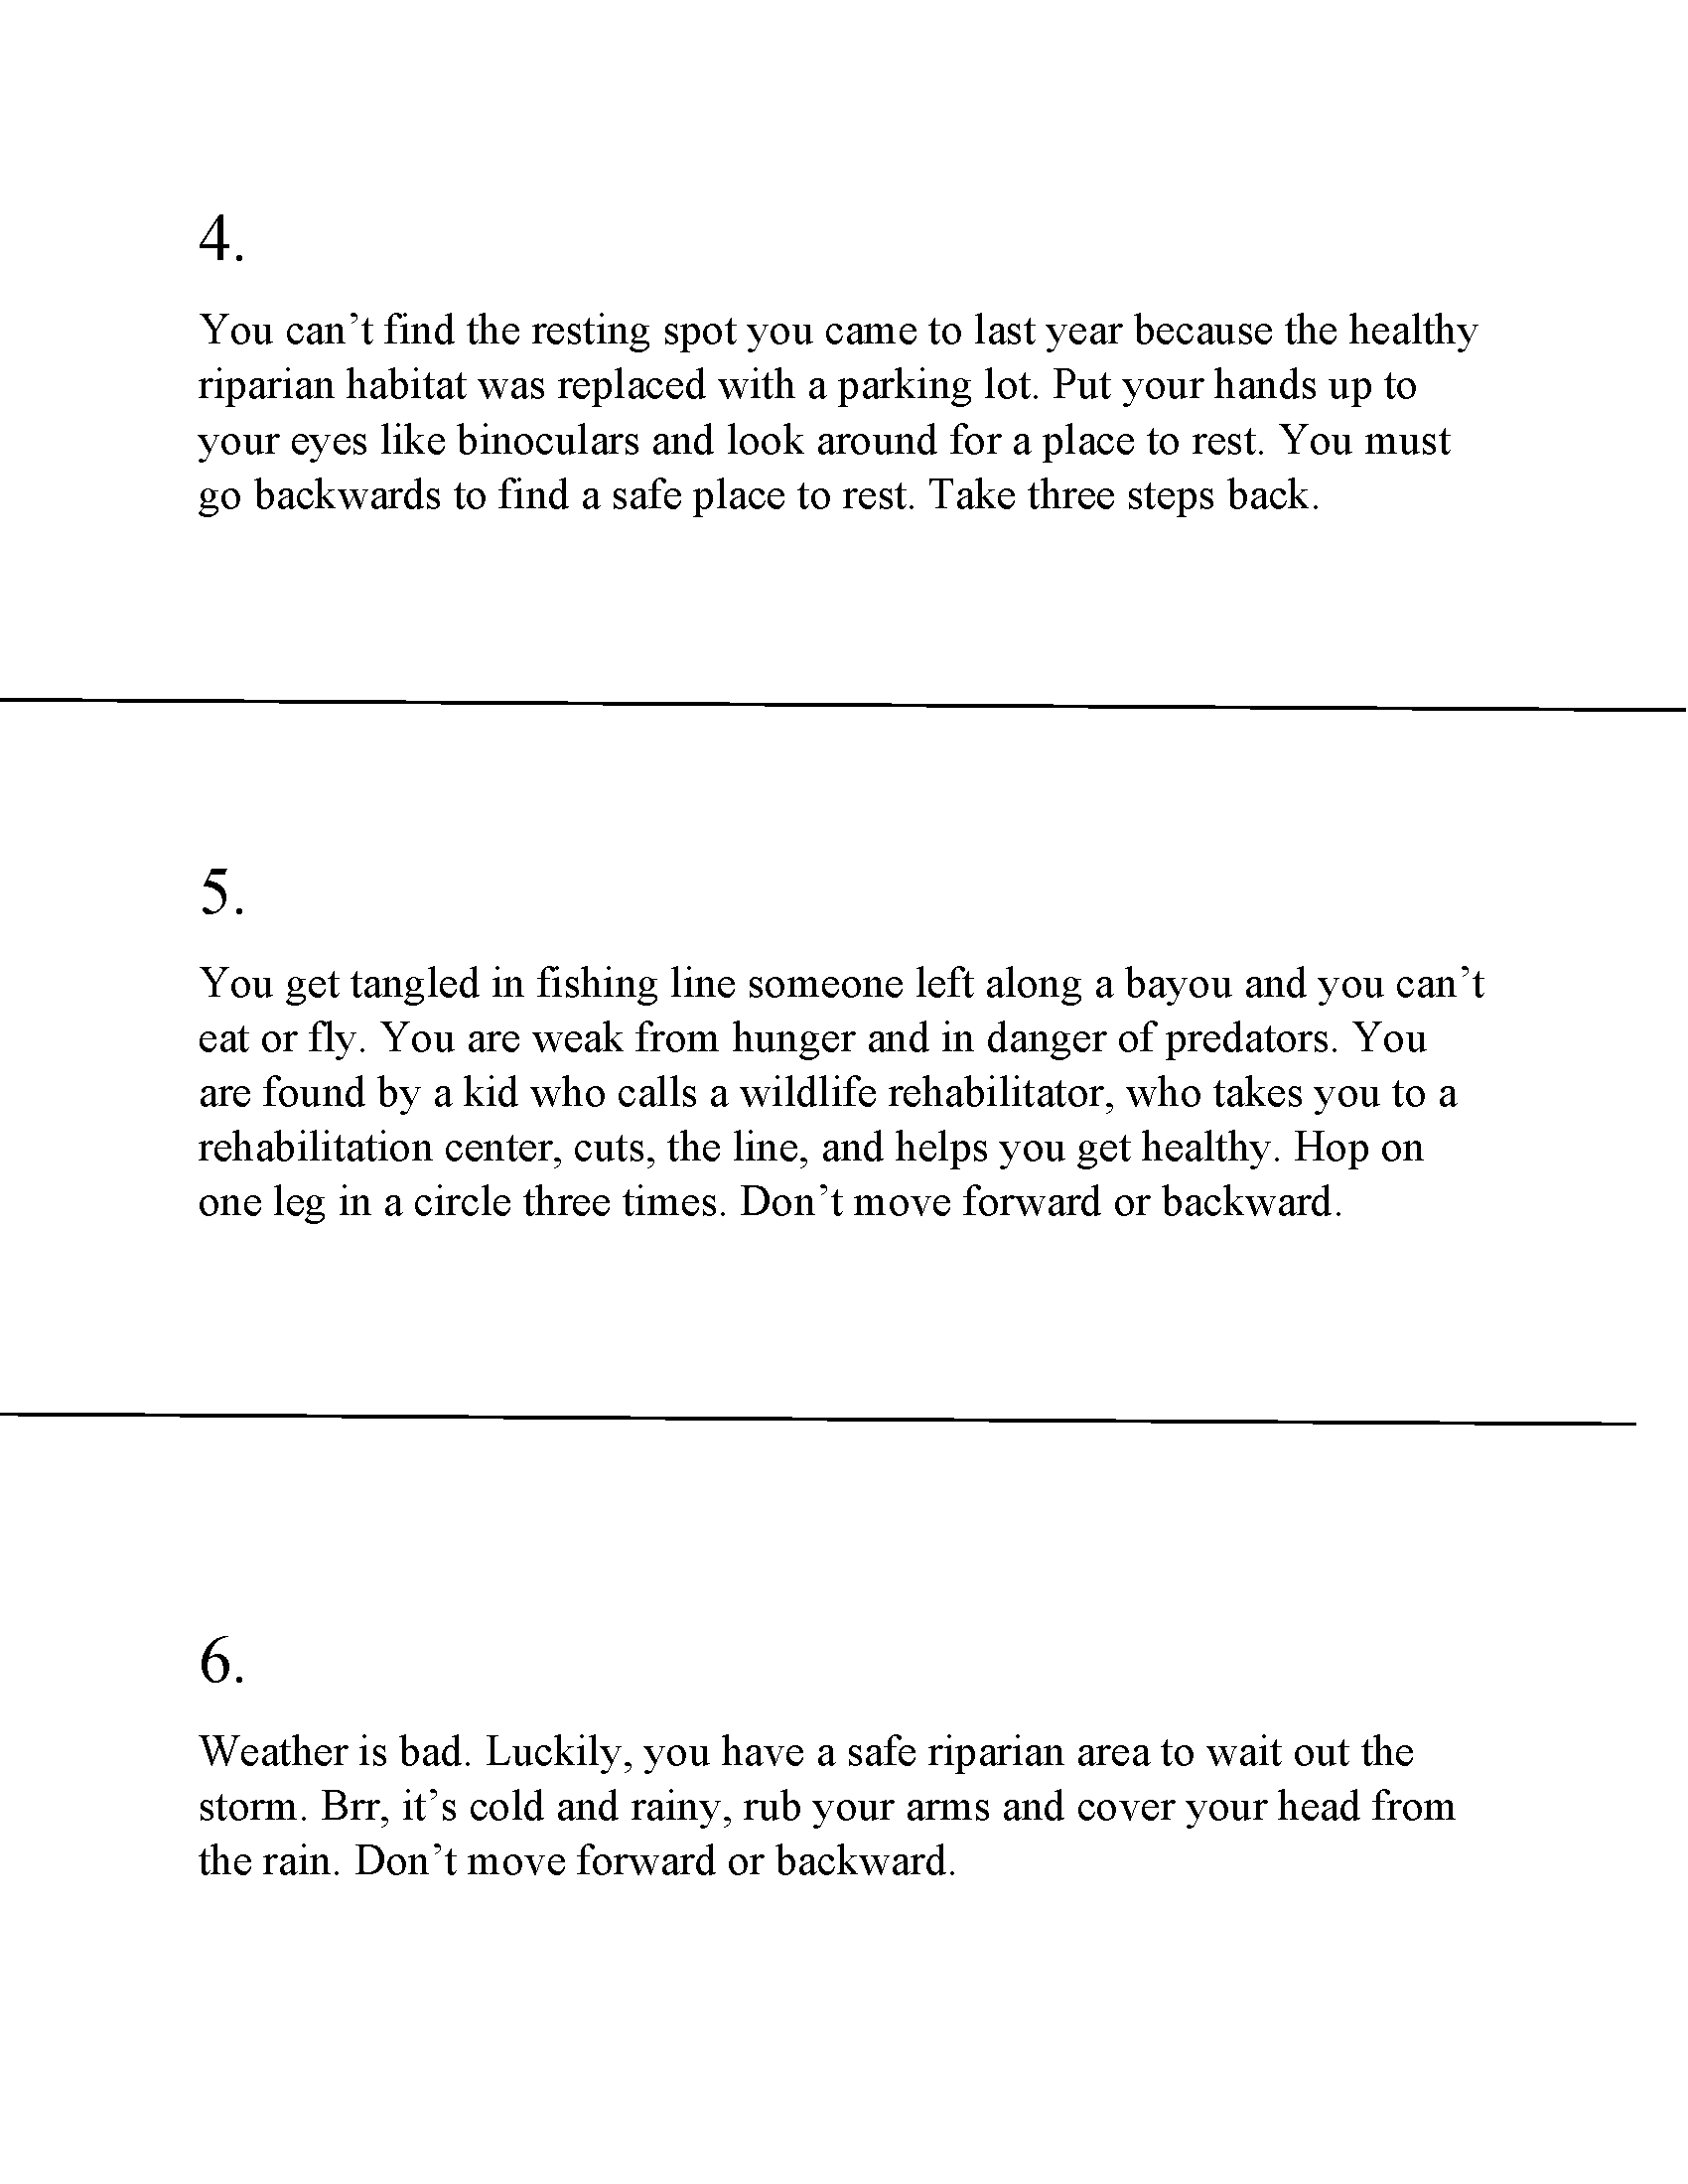 4.
You can’t find the resting spot you came to last year because the healthy
riparian habitat was replaced with a parking lot. Put your hands up to
your eyes like binoculars and look around for a place to rest. You must
go backwards to find a safe place to rest. Take three steps back.
5.
You get tangled in fishing line someone left along a bayou and you can’t
eat or fly. You are weak from hunger and in danger of predators. You
are found by a kid who calls a wildlife rehabilitator, who takes you to a
rehabilitation center, cuts, the line, and helps you get healthy. Hop on
one leg in a circle three times. Don’t move forward or backward.
6.
Weather is bad. Luckily, you have a safe riparian area to wait out the
storm. Brr, it’s cold and rainy, rub your arms and cover your head from
the rain. Don’t move forward or backward.